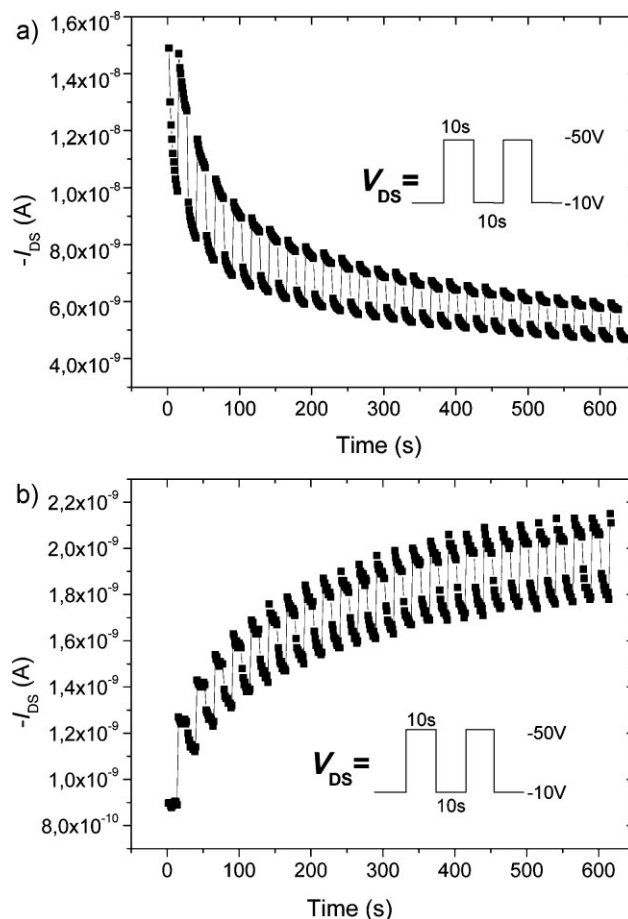 a)
1,6x10⁻⁸
1,4x10⁻⁸
1,2x10⁻⁸
1,0x10⁻⁸
8,0x10⁻⁹
6,0x10⁻⁹
4,0x10⁻⁹
-I_DS (A)
10s
-50V
V_DS=
-10V
10s
0 100 200 300 400 500 600
Time (s)
b)
2,2x10⁻⁹
2,0x10⁻⁹
1,8x10⁻⁹
1,6x10⁻⁹
1,4x10⁻⁹
1,2x10⁻⁹
1,0x10⁻⁹
8,0x10⁻¹⁰
-I_DS (A)
10s
-50V
V_DS=
-10V
10s
0 100 200 300 400 500 600
Time (s)